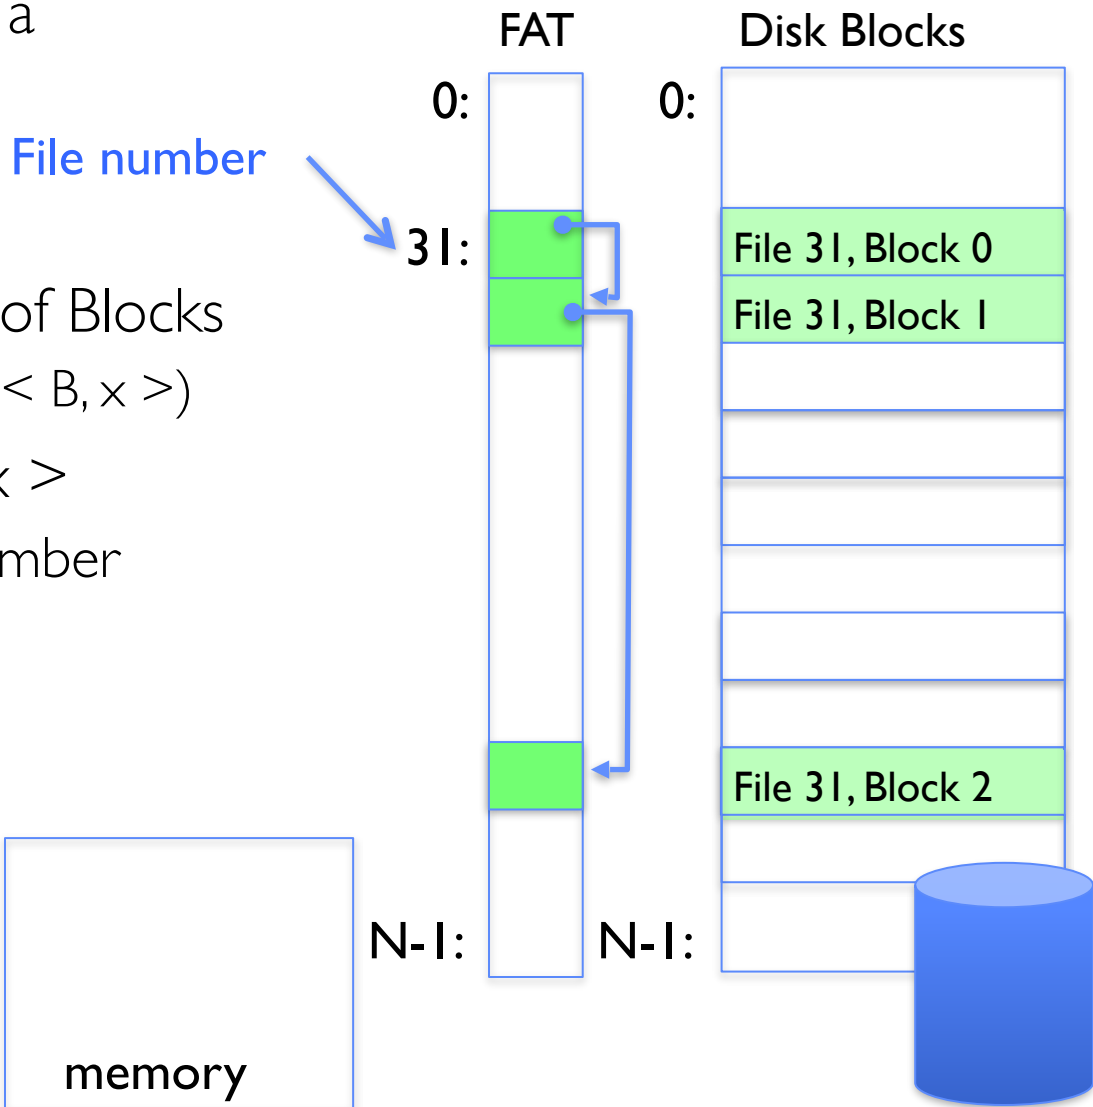 a
FAT
Disk Blocks
0:
0:
File number
31:
File 31, Block 0
of Blocks
File 31, Block 1
< B, x >)
x >
mber
File 31, Block 2
N-1:
N-1:
memory